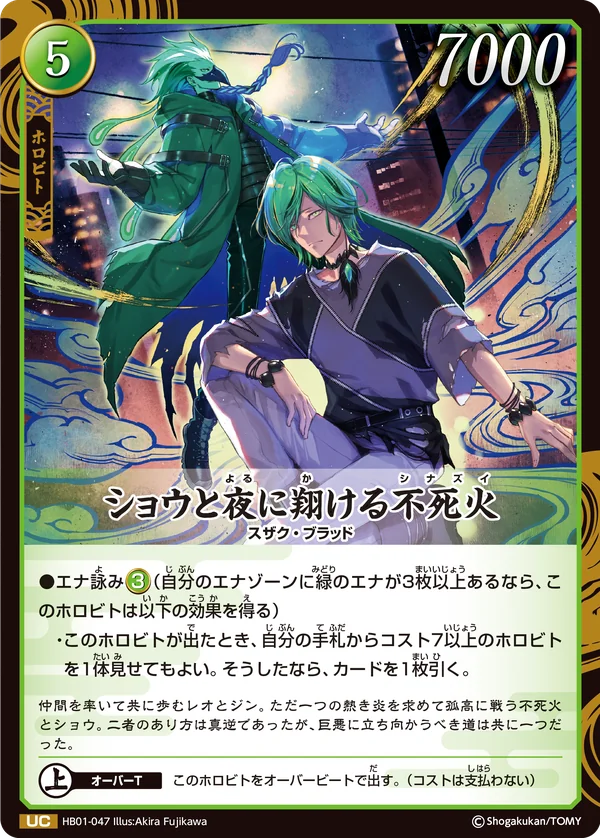 5
7000
ホロビト
ショウと夜に翔ける不死火
よる か シナズイ
スザク・ブラッド
●エナ詠み3(自分のエナゾーンに緑のエナが3枚以上あるなら、こ
のホロビトは以下の効果を得る)
・このホロビトが出たとき、自分の手札からコスト7以上のホロビト
を1体見せてもよい。そうしたなら、カードを1枚引く。
仲間を率いて共に歩むレオとジン。ただ一つの熱き炎を求めて孤高に戦う不死火
とショウ。二者のあり方は真逆であったが、巨悪に立ち向かうべき道は共に一つだ
った。
上 オーバーT このホロビトをオーバービートで出す。(コストは支払わない)
UC HB01-047 Illus:Akira Fujikawa ©Shogakukan/TOMY